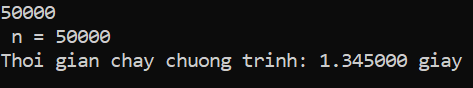 50000
n = 50000
Thoi gian chay chuong trinh: 1.345000 giay